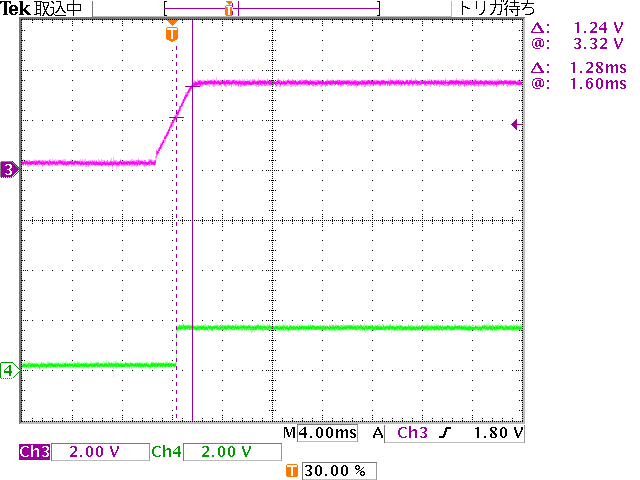 Tek 取込中 トリガ待ち
T
T
Δ: 1.24 V
@: 3.32 V
Δ: 1.28ms
@: 1.60ms
3
4
M 4.00ms A Ch3 1.80 V
Ch3 2.00 V Ch4 2.00 V
T 30.00 %